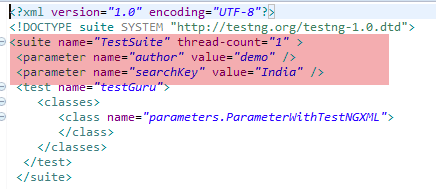 <?xml version="1.0" encoding="UTF-8"?>
<!DOCTYPE suite SYSTEM "http://testng.org/testng-1.0.dtd">
<suite name="TestSuite" thread-count="1" >
<parameter name="author" value="demo" />
<parameter name="searchKey" value="India" />
<test name="testGuru">
<classes>
<class name="parameters.ParameterWithTestNGXML">
</class>
</classes>
</test>
</suite>